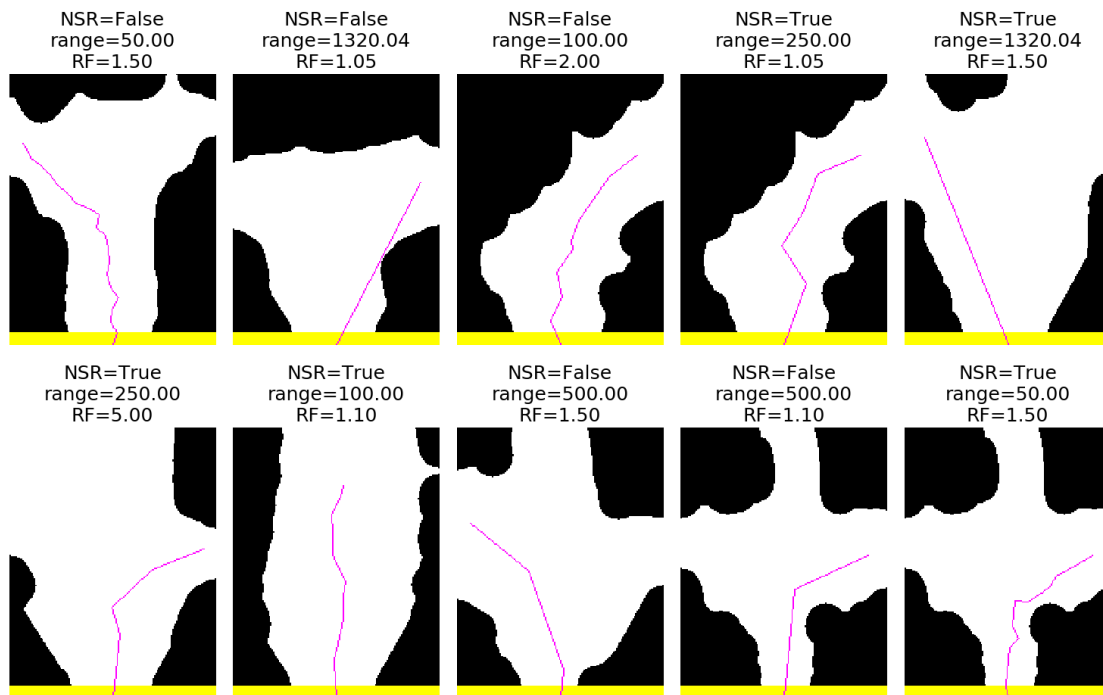 NSR=False
range=50.00
RF=1.50
NSR=False
range=1320.04
RF=1.05
NSR=False
range=100.00
RF=2.00
NSR=True
range=250.00
RF=1.05
NSR=True
range=1320.04
RF=1.50
NSR=True
range=250.00
RF=5.00
NSR=True
range=100.00
RF=1.10
NSR=False
range=500.00
RF=1.50
NSR=False
range=500.00
RF=1.10
NSR=True
range=50.00
RF=1.50